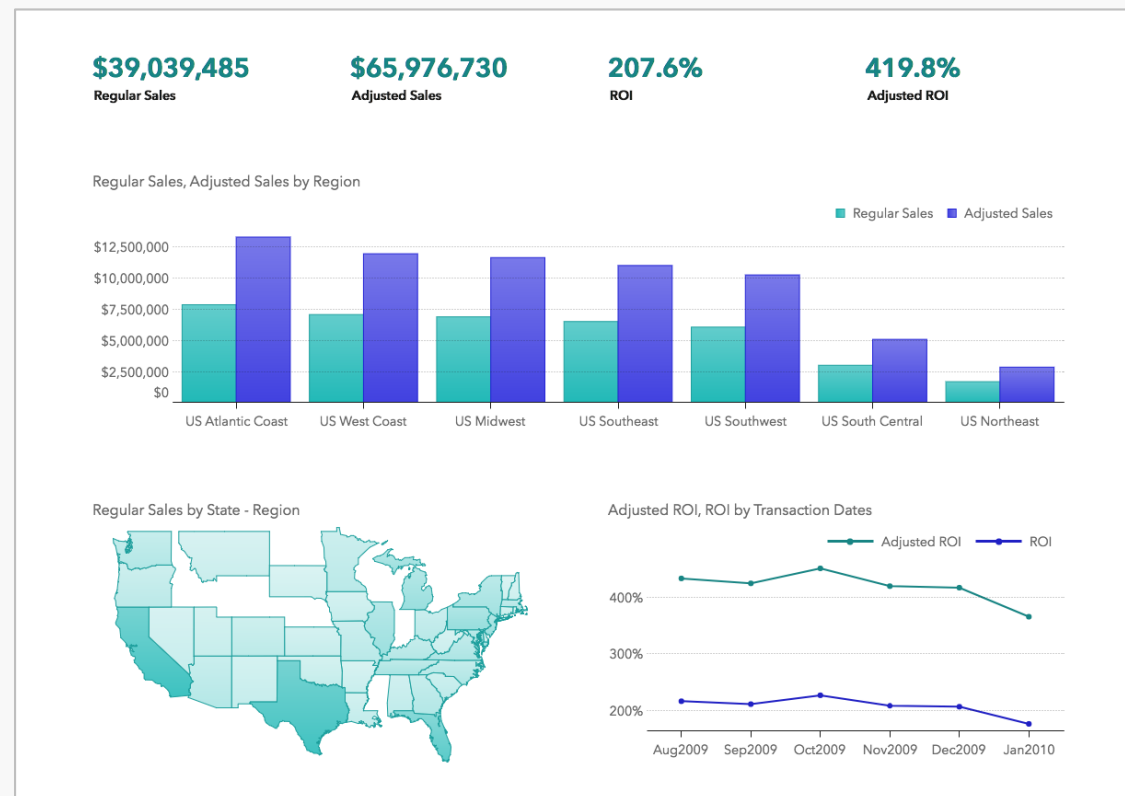 $39,039,485 $65,976,730 207.6% 419.8%
Regular Sales Adjusted Sales ROI Adjusted ROI
Regular Sales, Adjusted Sales by Region
Regular Sales Adjusted Sales
$12,500,000
$10,000,000
$7,500,000
$5,000,000
$2,500,000
$0
US Atlantic Coast US West Coast US Midwest US Southeast US Southwest US South Central US Northeast
Regular Sales by State - Region
Adjusted ROI, ROI by Transaction Dates
Adjusted ROI ROI
400%
300%
200%
Aug2009 Sep2009 Oct2009 Nov2009 Dec2009 Jan2010